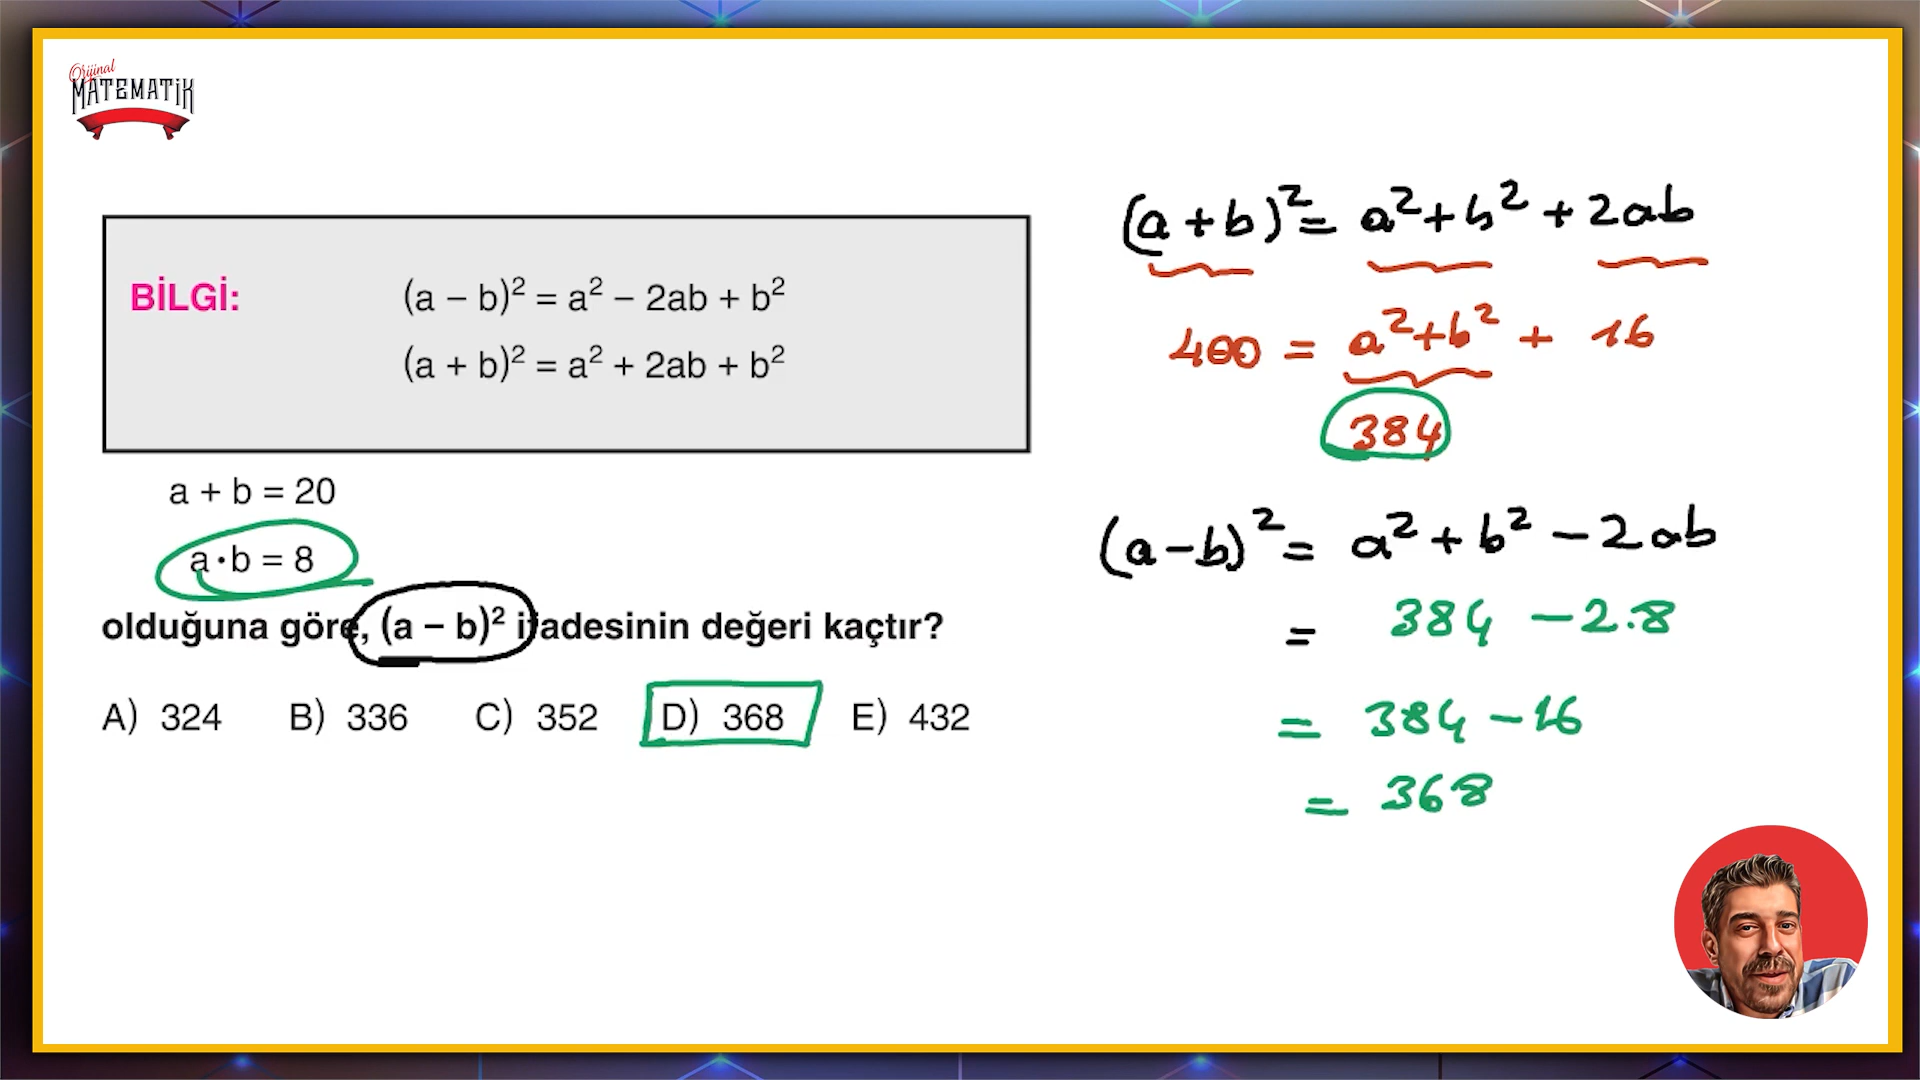 Orijinal
MATEMATİK
BİLGİ:
(a − b)² = a² − 2ab + b²
(a + b)² = a² + 2ab + b²
a + b = 20
a·b = 8
olduğuna göre, (a − b)² ifadesinin değeri kaçtır?
A) 324 B) 336 C) 352 D) 368 E) 432
(a+b)² = a²+b² + 2ab
400 = a²+b² + 16
384
(a-b)² = a² + b² - 2ab
= 384 - 2.8
= 384 - 16
= 368